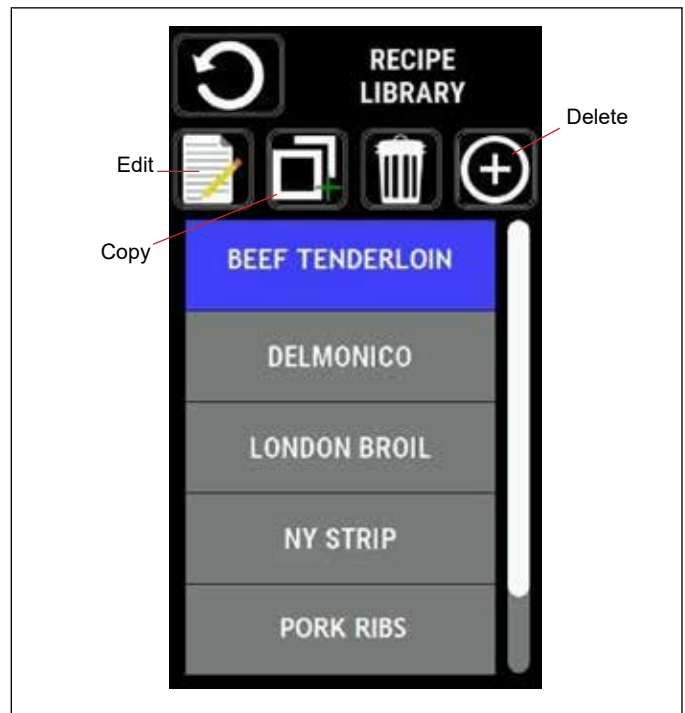 RECIPE
LIBRARY
Delete
Edit
Copy
BEEF TENDERLOIN
DELMONICO
LONDON BROIL
NY STRIP
PORK RIBS